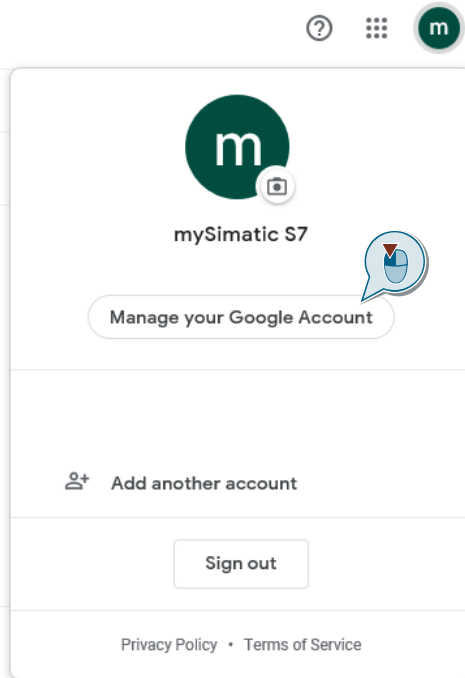 m
m
mySimatic S7
Manage your Google Account
Add another account
Sign out
Privacy Policy • Terms of Service